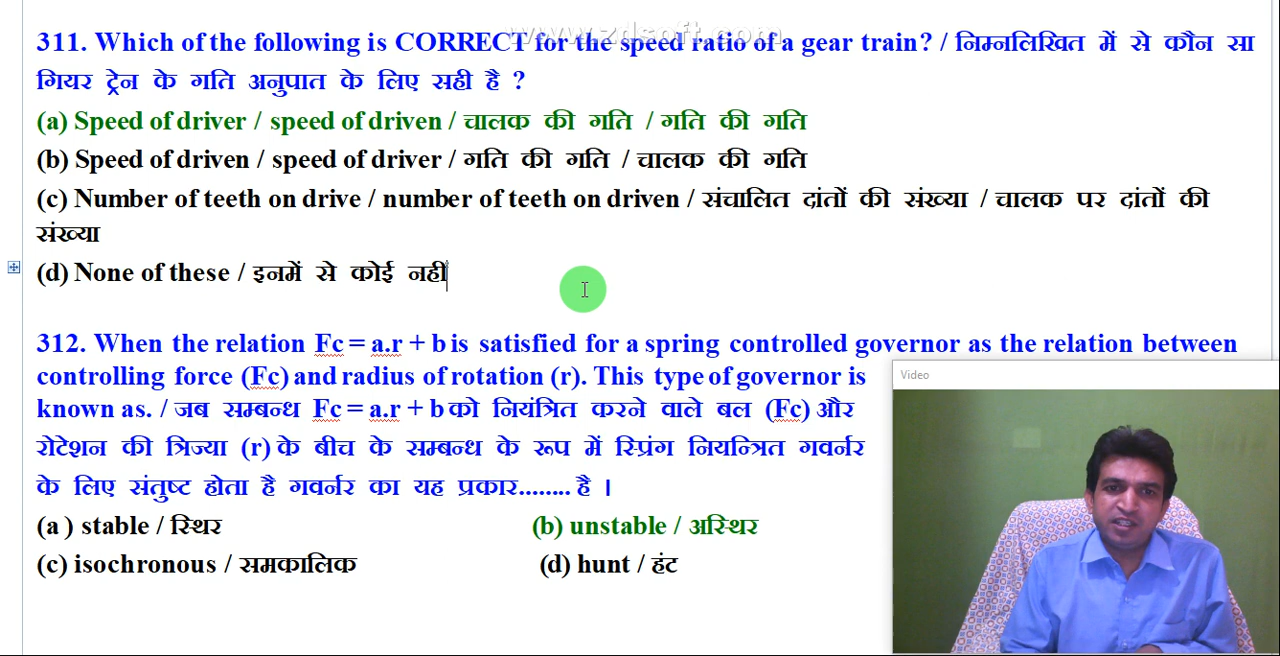 www.zdsoft.com
311. Which of the following is CORRECT for the speed ratio of a gear train? / निम्नलिखित में से कौन सा
गियर ट्रेन के गति अनुपात के लिए सही है ?
(a) Speed of driver / speed of driven / चालक की गति / गति की गति
(b) Speed of driven / speed of driver / गति की गति / चालक की गति
(c) Number of teeth on drive / number of teeth on driven / संचालित दांतों की संख्या / चालक पर दांतों की
संख्या
(d) None of these / इनमें से कोई नहीं
312. When the relation Fc = a.r + b is satisfied for a spring controlled governor as the relation between
controlling force (Fc) and radius of rotation (r). This type of governor is
known as. / जब सम्बन्ध Fc = a.r + b को नियंत्रित करने वाले बल (Fc) और
रोटेशन की त्रिज्या (r) के बीच के सम्बन्ध के रूप में स्प्रिंग नियन्त्रित गवर्नर
के लिए संतुष्ट होता है गवर्नर का यह प्रकार........ है ।
(a ) stable / स्थिर (b) unstable / अस्थिर
(c) isochronous / समकालिक (d) hunt / हंट
Video